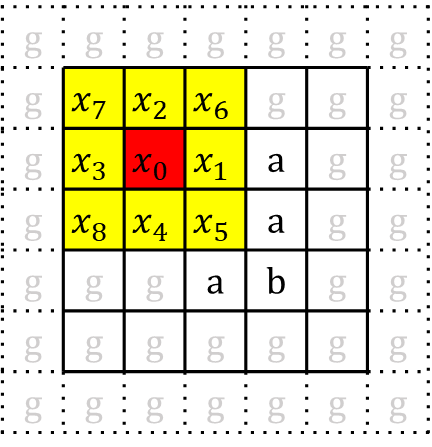 g g g g g g g
g x₇ x₂ x₆ g g g
g x₃ x₀ x₁ a g g
g x₈ x₄ x₅ a g g
g g g a b g g
g g g g g g g
g g g g g g g